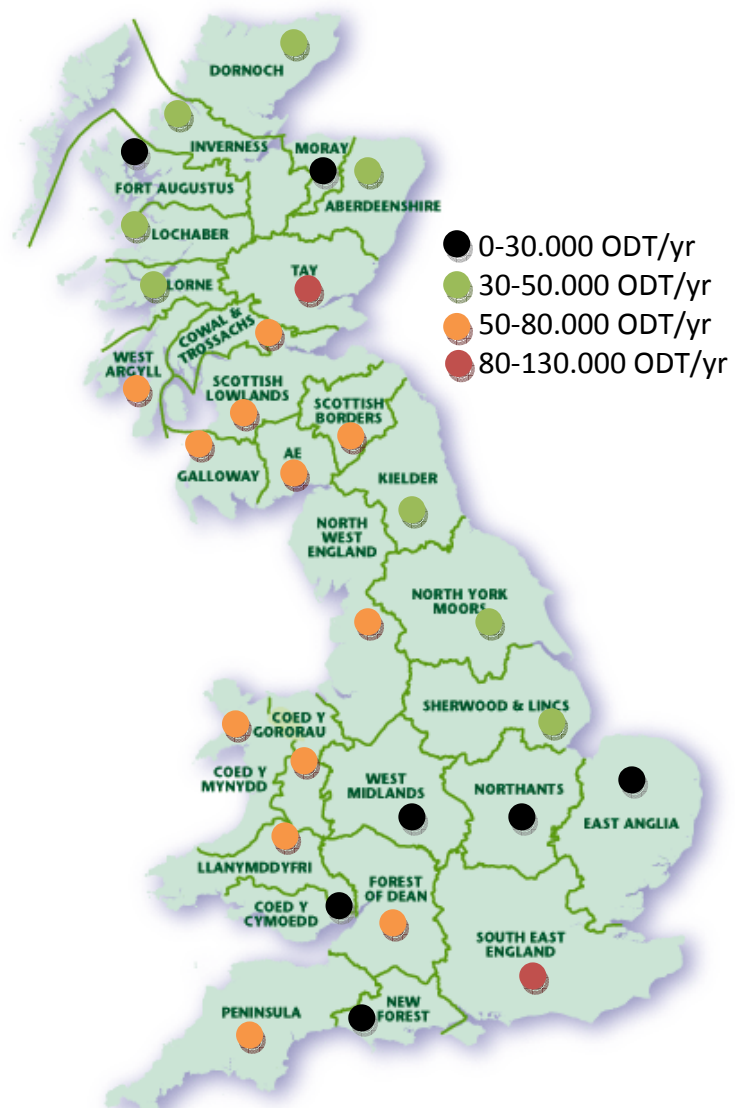 DORNOCH
INVERNESS
MORAY
FORT AUGUSTUS
ABERDEENSHIRE
LOCHABER
0-30.000 ODT/yr
30-50.000 ODT/yr
50-80.000 ODT/yr
80-130.000 ODT/yr
TAY
LORNE
COWAL &
TROSSACHS
WEST
ARGYLL
SCOTTISH
LOWLANDS
SCOTTISH
BORDERS
AE
GALLOWAY
KIELDER
NORTH
WEST
ENGLAND
NORTH YORK
MOORS
SHERWOOD & LINCS
COED Y
GORORAU
COED Y
MYNYDD
WEST
MIDLANDS
NORTHANTS
EAST ANGLIA
LLANYMDDYFRI
COED Y
CYMOEDD
FOREST
OF DEAN
SOUTH EAST
ENGLAND
PENINSULA
NEW
FOREST